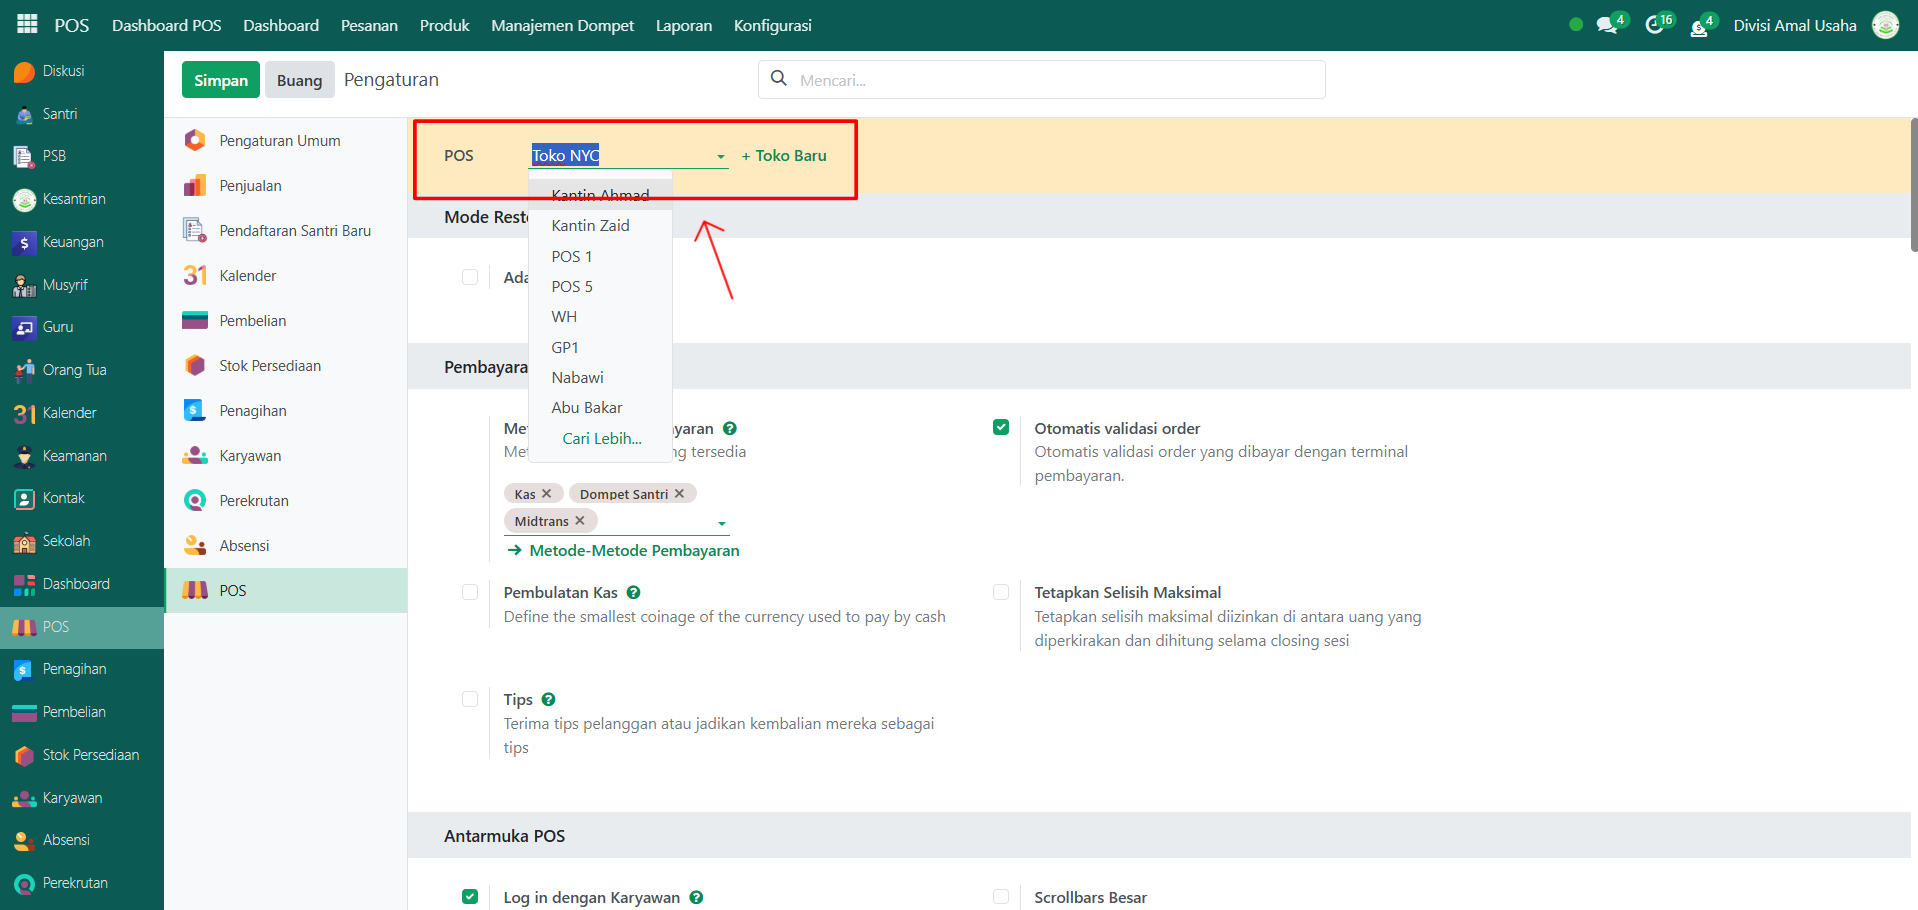 POS Dashboard POS Dashboard Pesanan Produk Manajemen Dompet Laporan Konfigurasi 4 16 4 Divisi Amal Usaha
Diskusi
Santri
PSB
Kesantrian
Keuangan
Musyrif
Guru
Orang Tua
31 Kalender
Keamanan
Kontak
Sekolah
Dashboard
POS
Penagihan
Pembelian
Stok Persediaan
Karyawan
Absensi
Perekrutan
Simpan Buang Pengaturan Mencari...
Pengaturan Umum
Penjualan
Pendaftaran Santri Baru
31 Kalender
Pembelian
Stok Persediaan
Penagihan
Karyawan
Perekrutan
Absensi
POS
POS Toko NYC + Toko Baru
Kantin Ahmad
Kantin Zaid
POS 1
POS 5
WH
GP1
Nabawi
Abu Bakar
Cari Lebih...
Mode Rest
Ada
Pembayara
Me yaran ?
Met ng tersedia
Kas × Dompet Santri ×
Midtrans ×
→ Metode-Metode Pembayaran
Otomatis validasi order
Otomatis validasi order yang dibayar dengan terminal
pembayaran.
Pembulatan Kas ?
Define the smallest coinage of the currency used to pay by cash
Tetapkan Selisih Maksimal
Tetapkan selisih maksimal diizinkan di antara uang yang
diperkirakan dan dihitung selama closing sesi
Tips ?
Terima tips pelanggan atau jadikan kembalian mereka sebagai
tips
Antarmuka POS
Log in dengan Karyawan ?
Scrollbars Besar